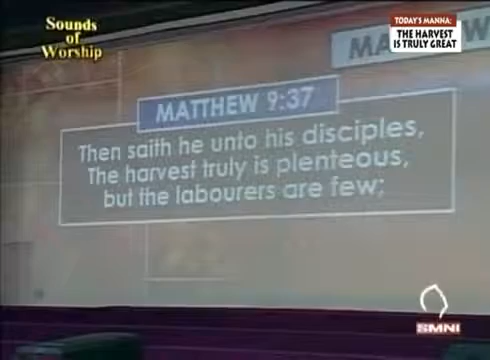 Sounds
of
Worship
TODAY'S MANNA:
THE HARVEST
IS TRULY GREAT
MATTHEW 9:37
Then saith he unto his disciples,
The harvest truly is plenteous,
but the labourers are few;
SMNI